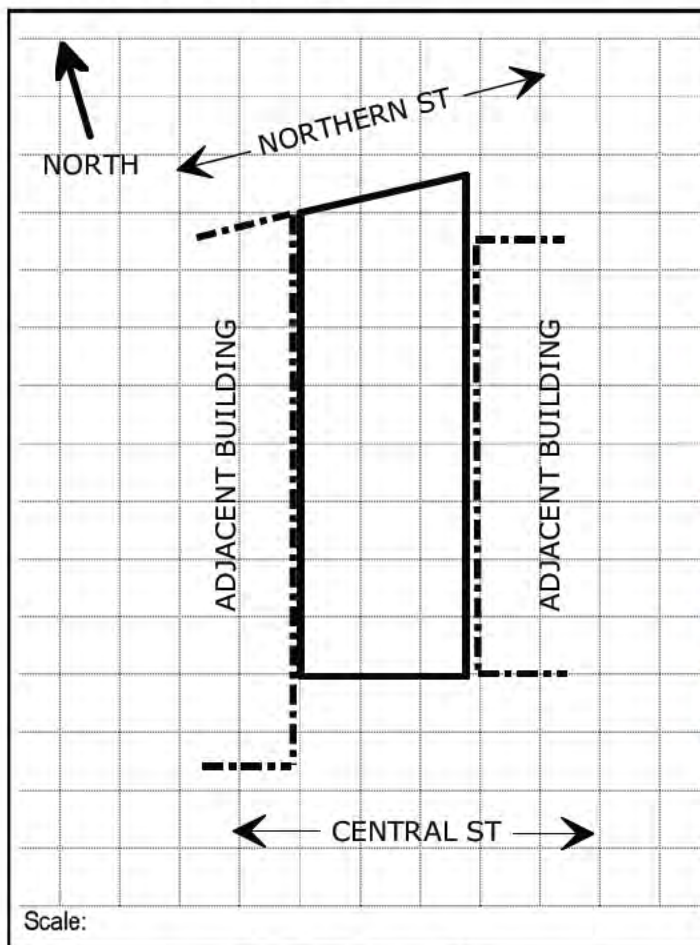 NORTHERN ST
NORTH
ADJACENT BUILDING
ADJACENT BUILDING
CENTRAL ST
Scale: